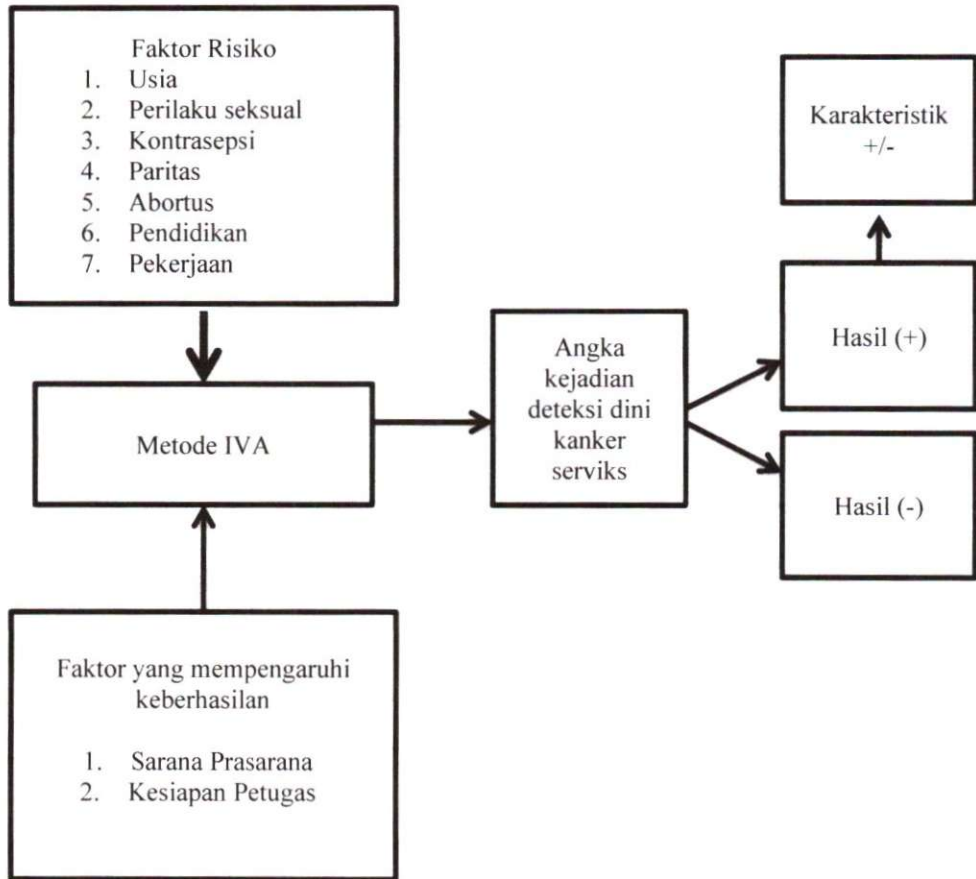 Faktor Risiko
1. Usia
2. Perilaku seksual
3. Kontrasepsi
4. Paritas
5. Abortus
6. Pendidikan
7. Pekerjaan
Metode IVA
Faktor yang mempengaruhi
keberhasilan
1. Sarana Prasarana
2. Kesiapan Petugas
Angka
kejadian
deteksi dini
kanker
serviks
Karakteristik
+/-
Hasil (+)
Hasil (-)